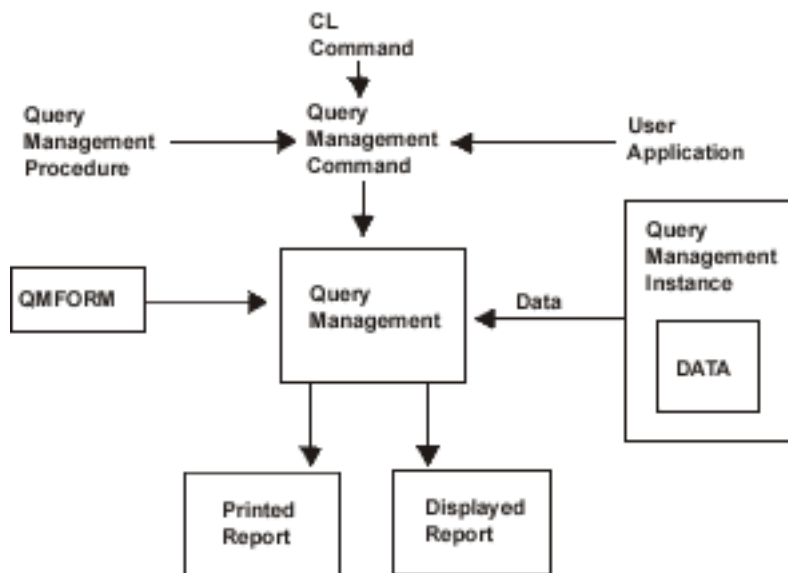 CL
Command
Query
Management
Procedure
Query
Management
Command
User
Application
Query
Management
Instance
QMFORM
Query
Management
Data
DATA
Printed
Report
Displayed
Report